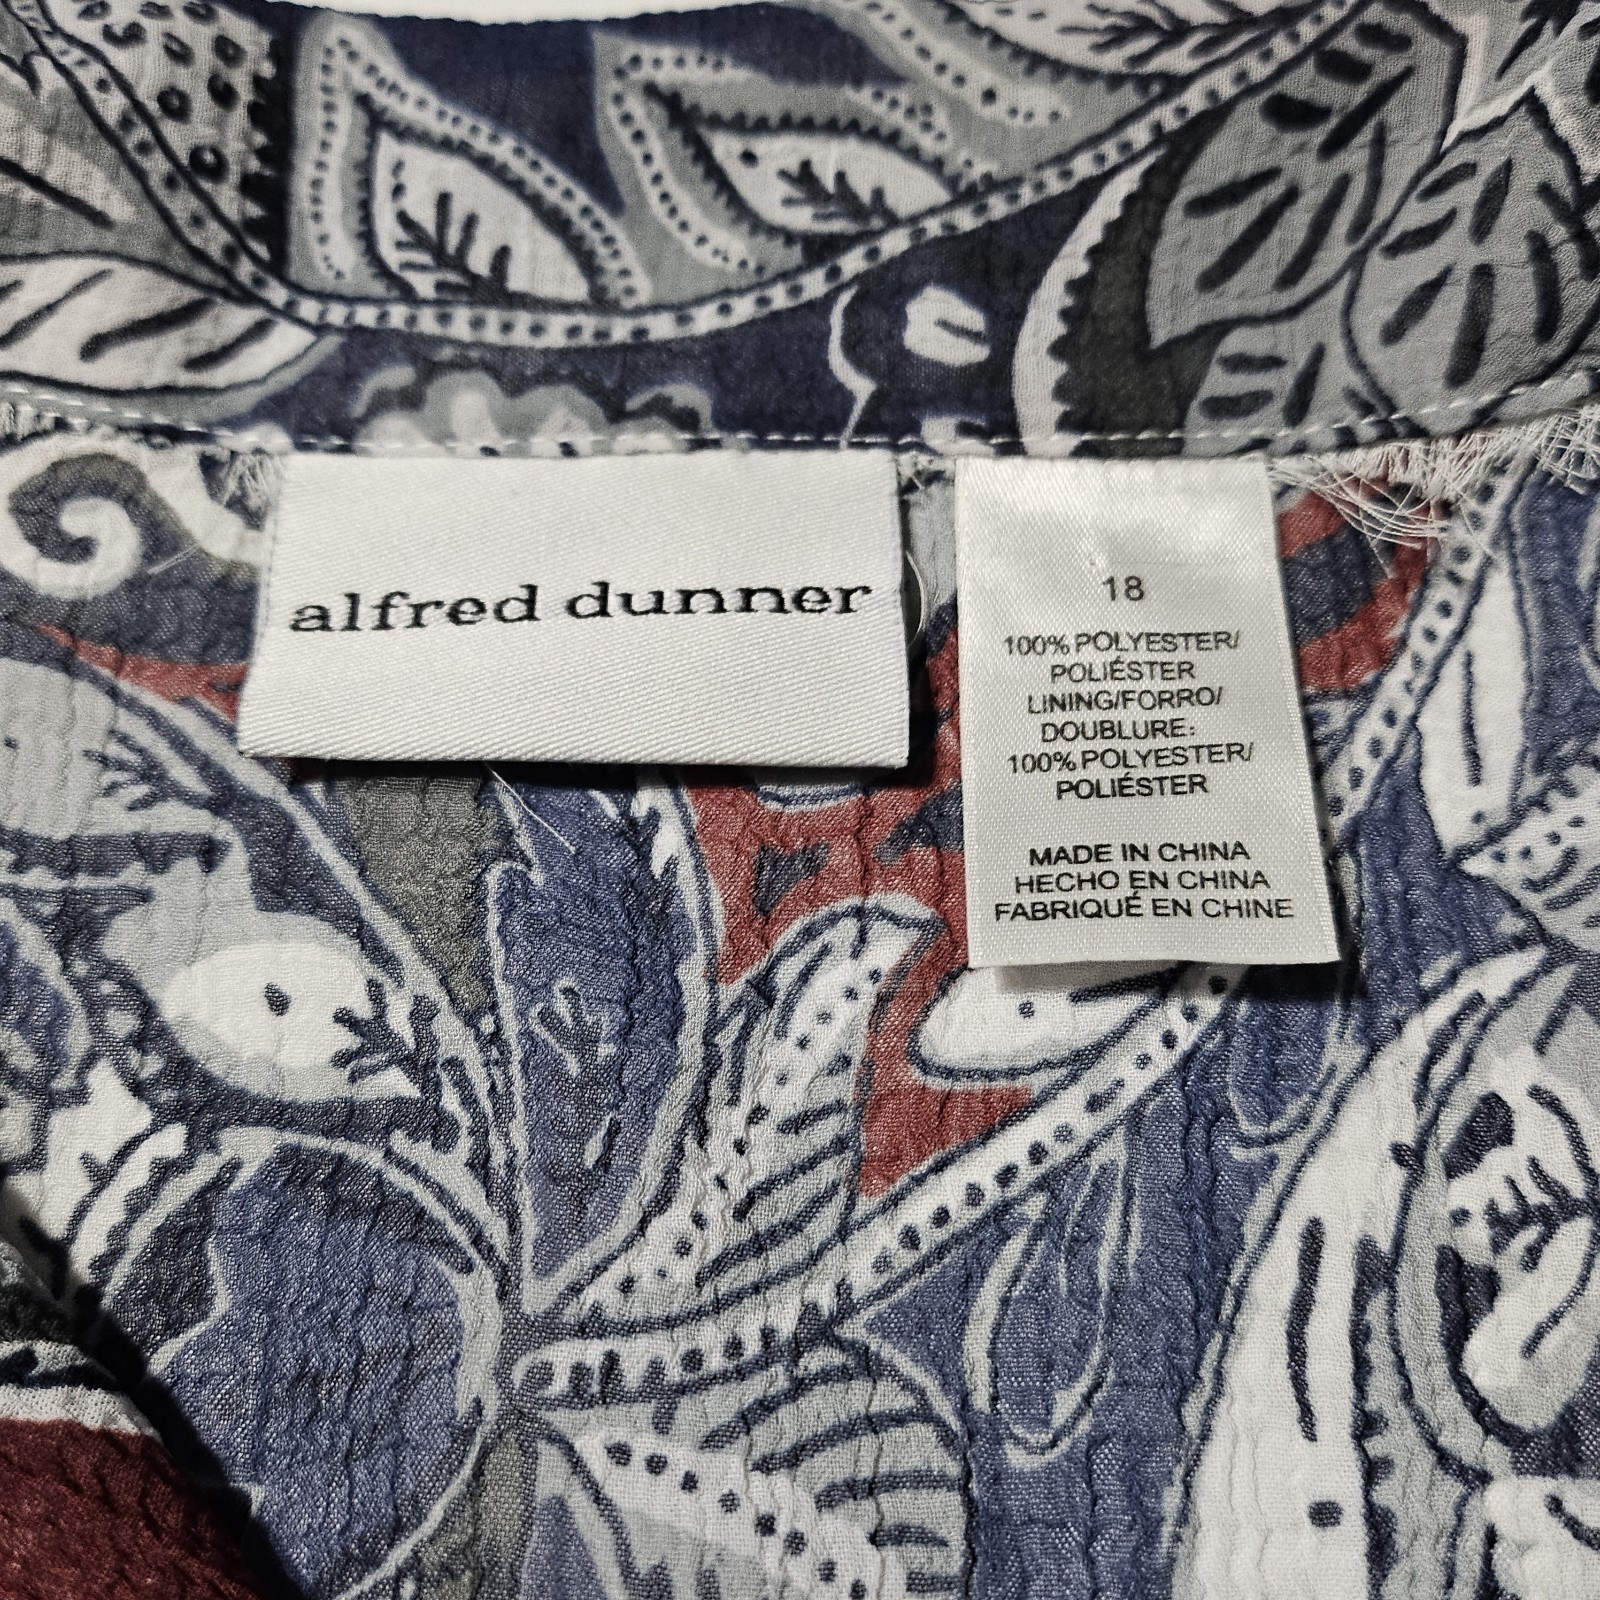 alfred dunner
18
100% POLYESTER/
POLIÉSTER
LINING/FORRO/
DOUBLURE:
100% POLYESTER/
POLIÉSTER
MADE IN CHINA
HECHO EN CHINA
FABRIQUÉ EN CHINE